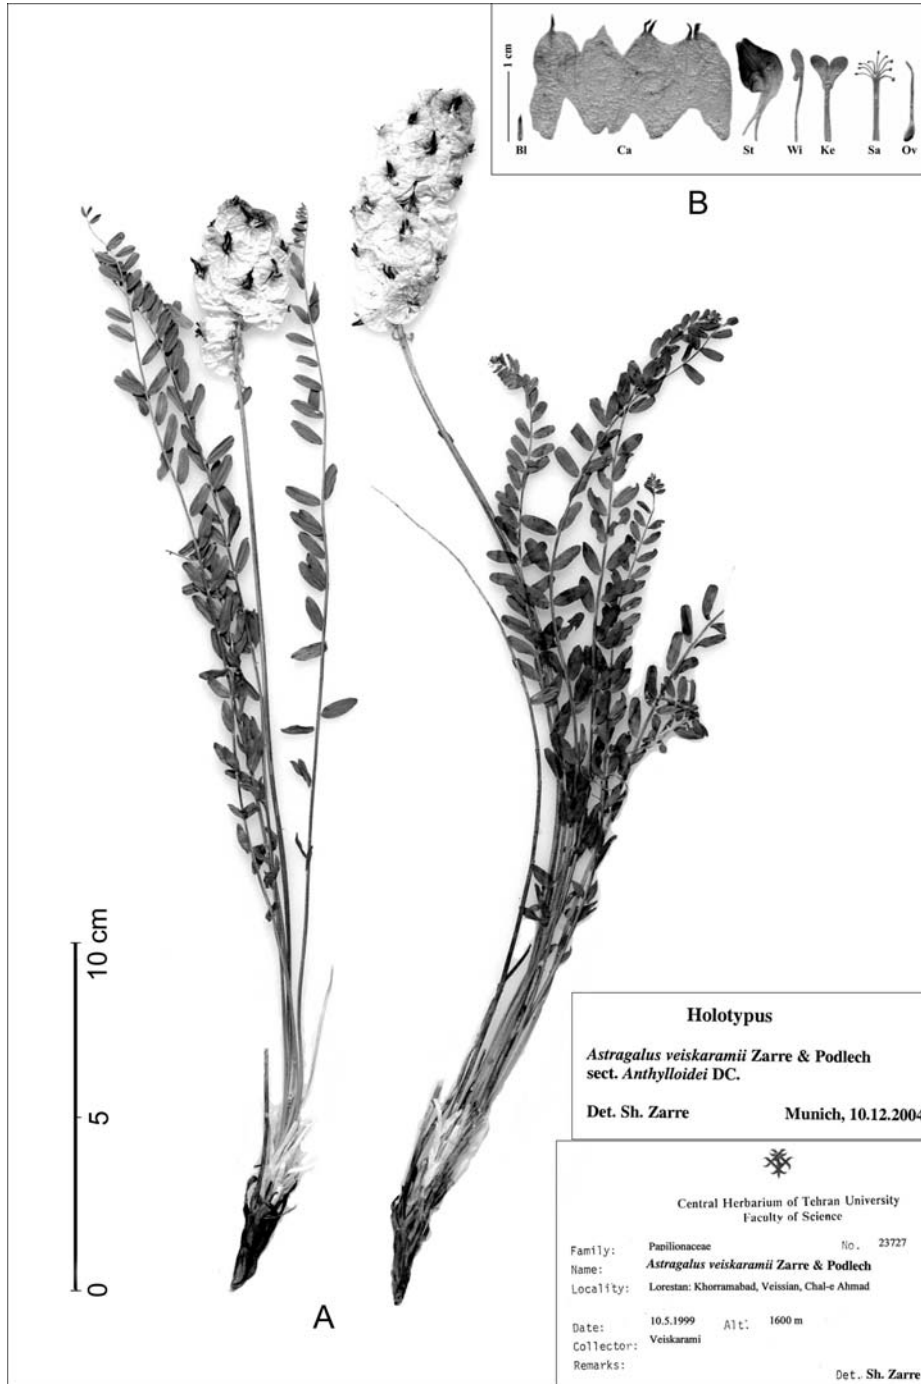 1 cm
Bl Ca St Wi Ke Sa Ov
B
10 cm
5
0
A
Holotypus
Astragalus veiskaramii Zarre & Podlech
sect. Anthylloidei DC.
Det. Sh. Zarre Munich, 10.12.2004
Central Herbarium of Tehran University
Faculty of Science
Family: Papilionaceae No. 23727
Name: Astragalus veiskaramii Zarre & Podlech
Locality: Lorestan: Khorramabad, Veissian, Chal-e Ahmad
Date: 10.5.1999 Alt: 1600 m
Collector: Veiskarami
Remarks:
Det. Sh. Zarre